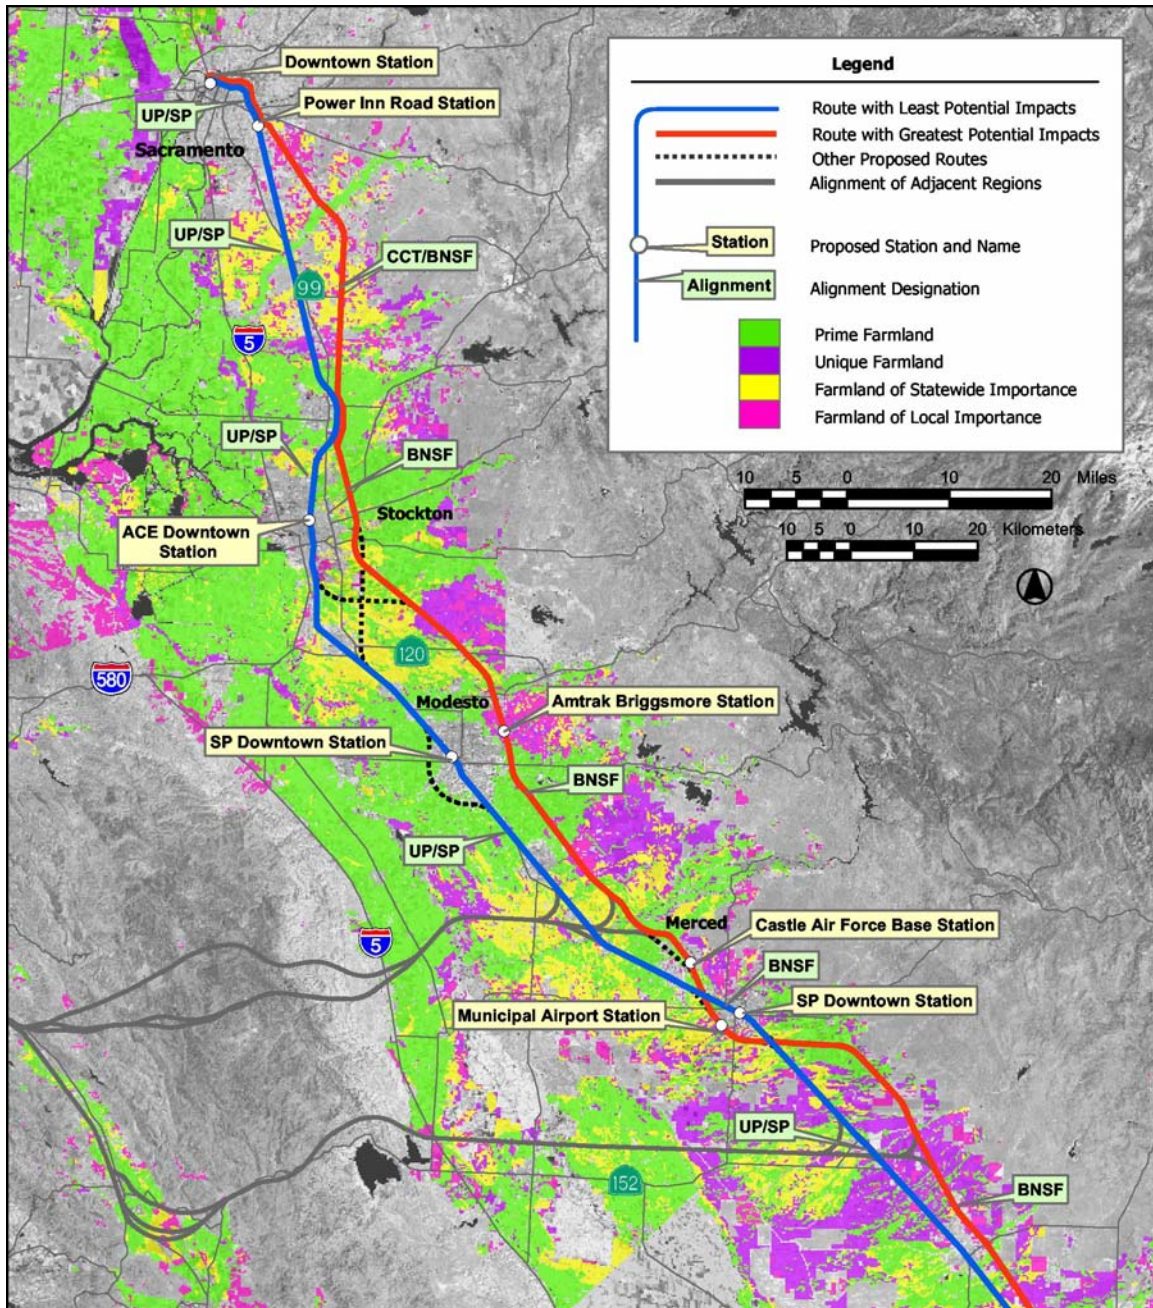 Downtown Station
UP/SP
Power Inn Road Station
Sacramento
UP/SP
CCT/BNSF
99
5
UP/SP
BNSF
ACE Downtown
Station
Stockton
120
580
Modesto
Amtrak Briggsmore Station
SP Downtown Station
BNSF
UP/SP
Merced
Castle Air Force Base Station
5
BNSF
SP Downtown Station
Municipal Airport Station
UP/SP
152
BNSF
Legend
Route with Least Potential Impacts
Route with Greatest Potential Impacts
Other Proposed Routes
Alignment of Adjacent Regions
Station
Proposed Station and Name
Alignment
Alignment Designation
Prime Farmland
Unique Farmland
Farmland of Statewide Importance
Farmland of Local Importance
10 5 0 10 20 Miles
10 5 0 10 20 Kilometers